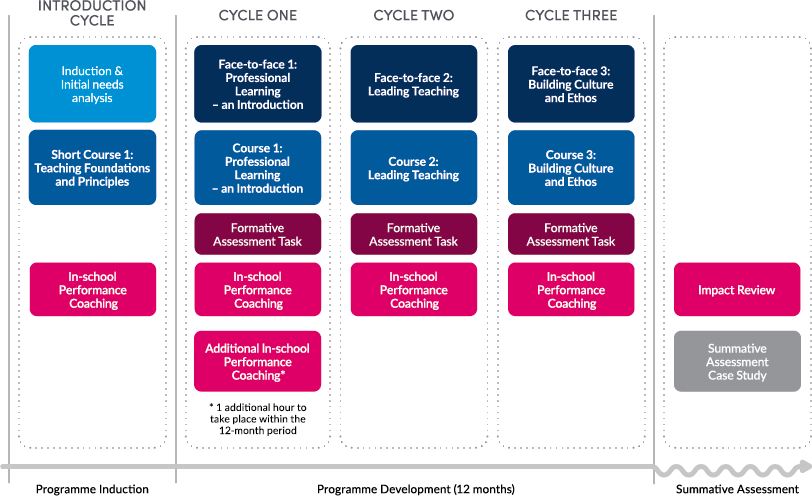 INTRODUCTION
CYCLE
CYCLE ONE
CYCLE TWO
CYCLE THREE
Induction &
Initial needs
analysis
Short Course 1:
Teaching Foundations
and Principles
In-school
Performance
Coaching
Face-to-face 1:
Professional
Learning
– an Introduction
Course 1:
Professional
Learning
– an Introduction
Formative
Assessment Task
In-school
Performance
Coaching
Additional In-school
Performance
Coaching*
* 1 additional hour to
take place within the
12-month period
Face-to-face 2:
Leading Teaching
Course 2:
Leading Teaching
Formative
Assessment Task
In-school
Performance
Coaching
Face-to-face 3:
Building Culture
and Ethos
Course 3:
Building Culture
and Ethos
Formative
Assessment Task
In-school
Performance
Coaching
Impact Review
Summative
Assessment
Case Study
Programme Induction
Programme Development (12 months)
Summative Assessment